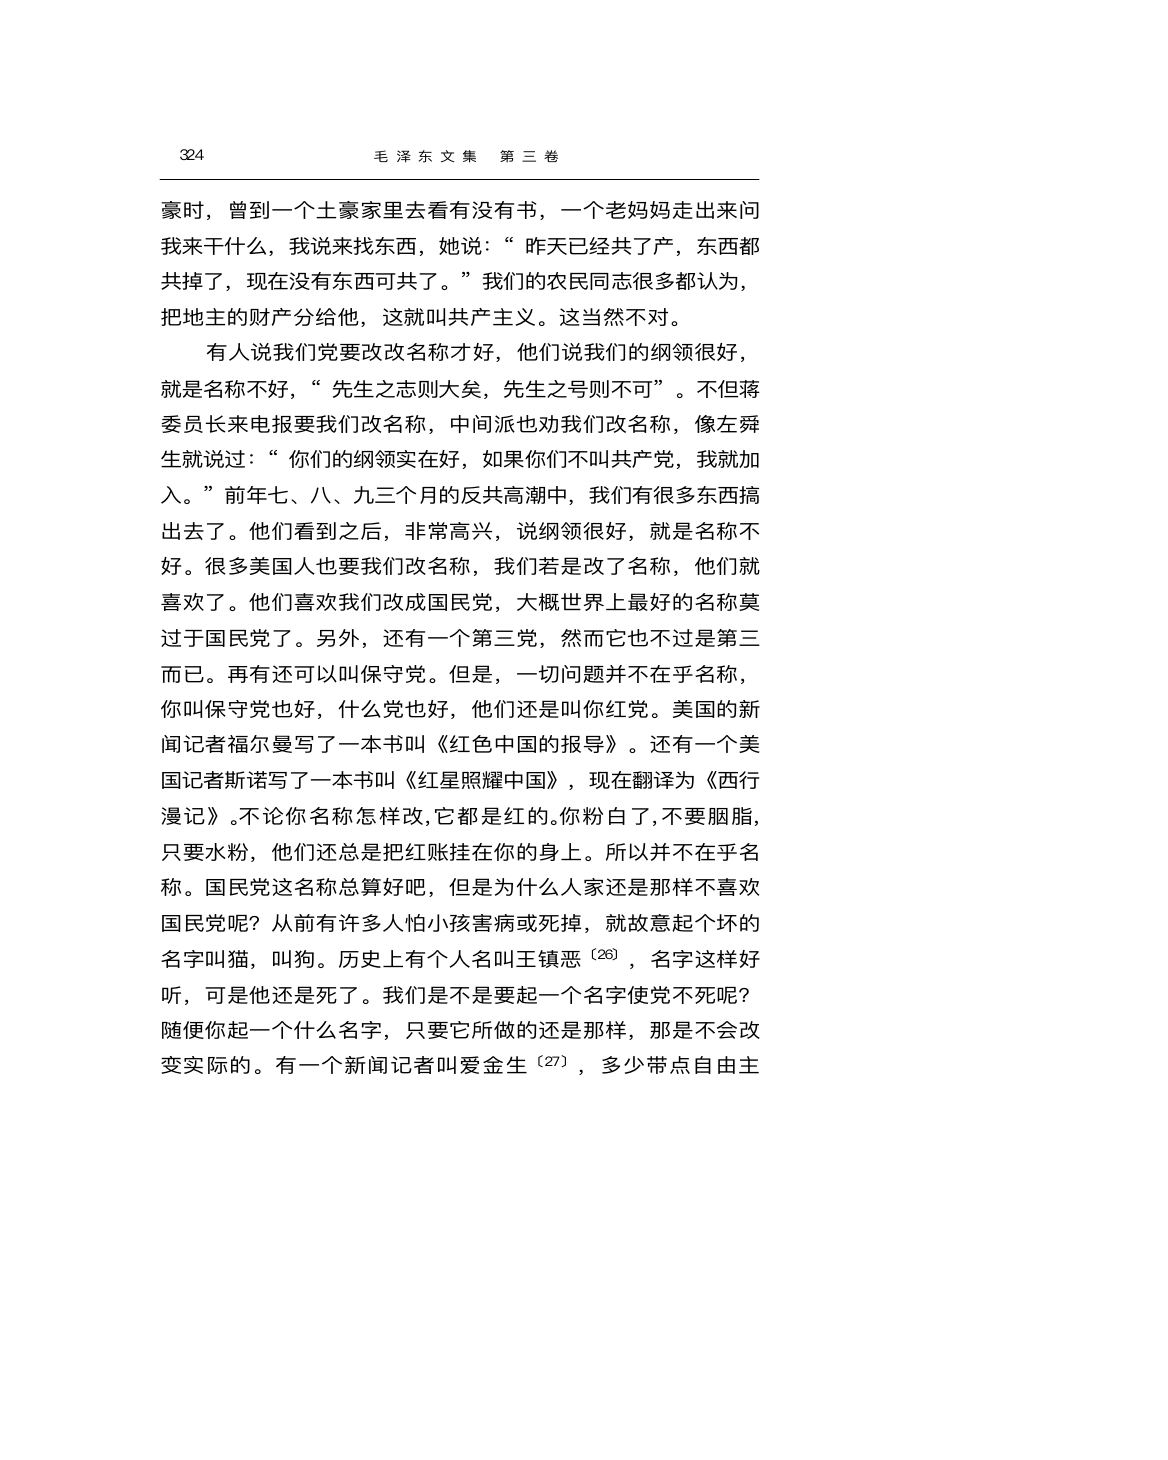 324
毛泽东文集 第三卷
豪时，曾到一个土豪家里去看有没有书，一个老妈妈走出来问
我来干什么，我说来找东西，她说：“昨天已经共了产，东西都
共掉了，现在没有东西可共了。”我们的农民同志很多都认为，
把地主的财产分给他，这就叫共产主义。这当然不对。
有人说我们党要改改名称才好，他们说我们的纲领很好，
就是名称不好，“先生之志则大矣，先生之号则不可”。不但蒋
委员长来电报要我们改名称，中间派也劝我们改名称，像左舜
生就说过：“你们的纲领实在好，如果你们不叫共产党，我就加
入。”前年七、八、九三个月的反共高潮中，我们有很多东西搞
出去了。他们看到之后，非常高兴，说纲领很好，就是名称不
好。很多美国人也要我们改名称，我们若是改了名称，他们就
喜欢了。他们喜欢我们改成国民党，大概世界上最好的名称莫
过于国民党了。另外，还有一个第三党，然而它也不过是第三
而已。再有还可以叫保守党。但是，一切问题并不在乎名称，
你叫保守党也好，什么党也好，他们还是叫你红党。美国的新
闻记者福尔曼写了一本书叫《红色中国的报导》。还有一个美
国记者斯诺写了一本书叫《红星照耀中国》，现在翻译为《西行
漫记》。不论你名称怎样改，它都是红的。你粉白了，不要胭脂，
只要水粉，他们还总是把红账挂在你的身上。所以并不在乎名
称。国民党这名称总算好吧，但是为什么人家还是那样不喜欢
国民党呢？从前有许多人怕小孩害病或死掉，就故意起个坏的
名字叫猫，叫狗。历史上有个人名叫王镇恶〔26〕，名字这样好
听，可是他还是死了。我们是不是要起一个名字使党不死呢？
随便你起一个什么名字，只要它所做的还是那样，那是不会改
变实际的。有一个新闻记者叫爱金生〔27〕，多少带点自由主